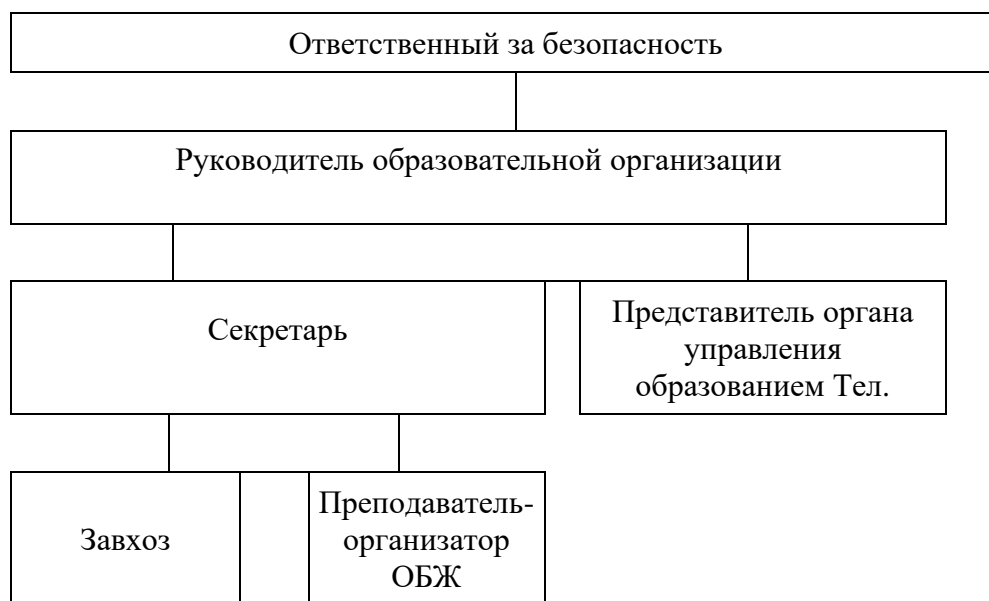 Ответственный за безопасность
Руководитель образовательной организации
Секретарь
Представитель органа
управления
образованием Тел.
Завхоз
Преподаватель-
организатор
ОБЖ